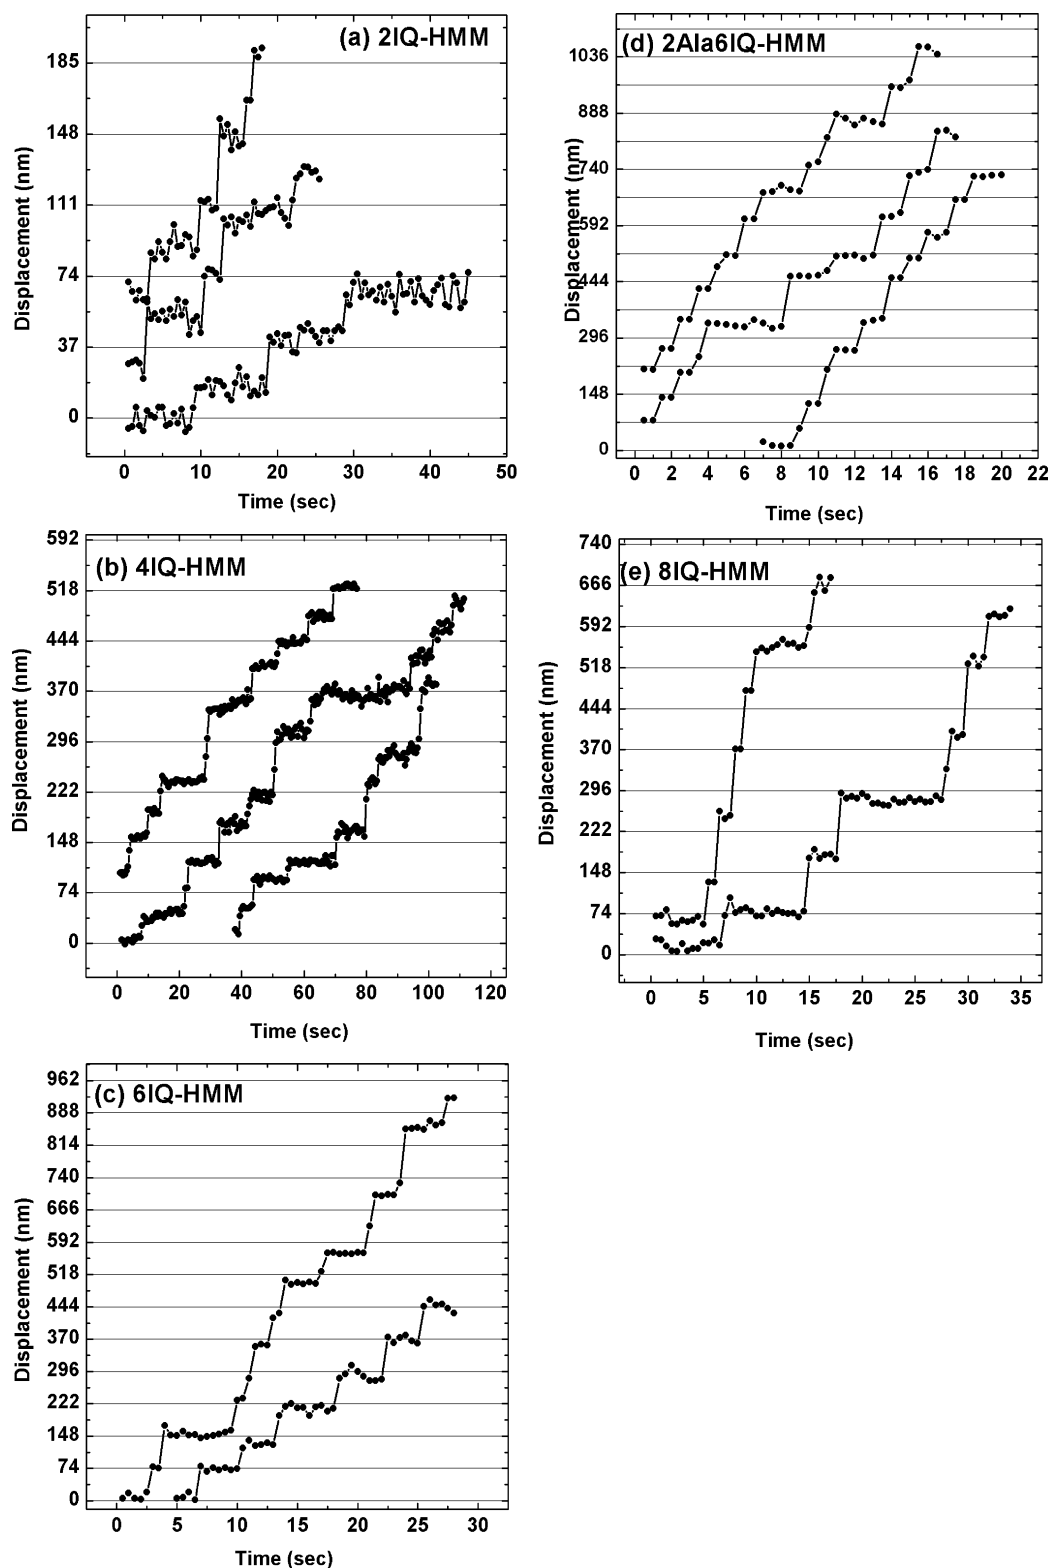 (a) 2IQ-HMM
Displacement (nm)
185
148
111
74
37
0
0 10 20 30 40 50
Time (sec)
(d) 2Ala6IQ-HMM
Displacement (nm)
1036
888
740
592
444
296
148
0
0 2 4 6 8 10 12 14 16 18 20 22
Time (sec)
(b) 4IQ-HMM
Displacement (nm)
592
518
444
370
296
222
148
74
0
0 20 40 60 80 100 120
Time (sec)
(e) 8IQ-HMM
Displacement (nm)
740
666
592
518
444
370
296
222
148
74
0
0 5 10 15 20 25 30 35
Time (sec)
(c) 6IQ-HMM
Displacement (nm)
962
888
814
740
666
592
518
444
370
296
222
148
74
0
0 5 10 15 20 25 30
Time (sec)